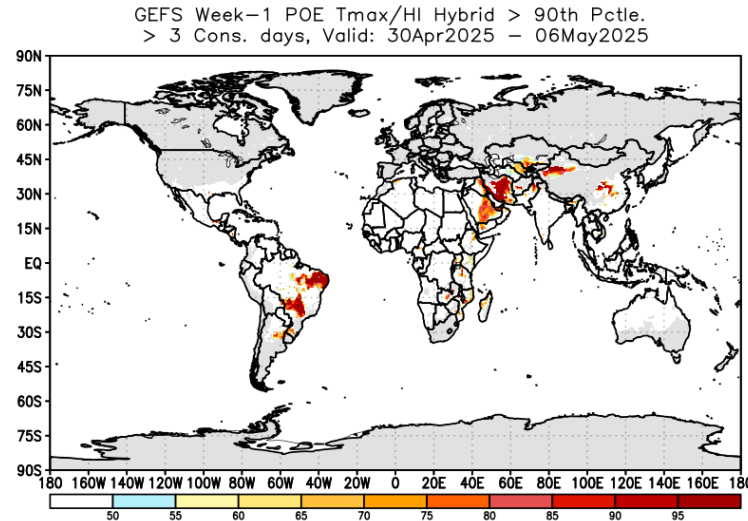 GEFS Week-1 POE Tmax/HI Hybrid > 90th Pctle.
> 3 Cons. days, Valid: 30Apr2025 - 06May2025
90N
75N
60N
45N
30N
15N
EQ
15S
30S
45S
60S
75S
90S
180 160W 140W 120W 100W 80W 60W 40W 20W 0 20E 40E 60E 80E 100E 120E 140E 160E 180
50 55 60 65 70 75 80 85 90 95